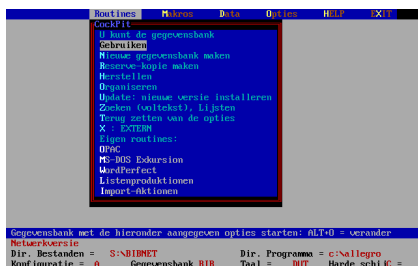 Routines Makros Data Opties HELP EXIT
CockPit
U kunt de gegevensbank
Gebruiken
Nieuwe gegevensbank maken
Reserve-kopie maken
Herstellen
Organiseren
Update: nieuwe versie installeren
Zoeken (voltekst), Lijsten
Terug zetten van de opties
X : EXTERN
Eigen routines:
OPAC
MS-DOS Exkursion
WordPerfect
Listenproduktionen
Import-Aktionen
Gegevensbank met de hieronder aangegeven opties starten: ALT+0 = verander
Netwerkversie
Dir. Bestanden = S:\BIBNET Dir. Programma = c:\allegro
Konfiguratie = A Gegevensbank BIB Taal = DUT Harde schijC =